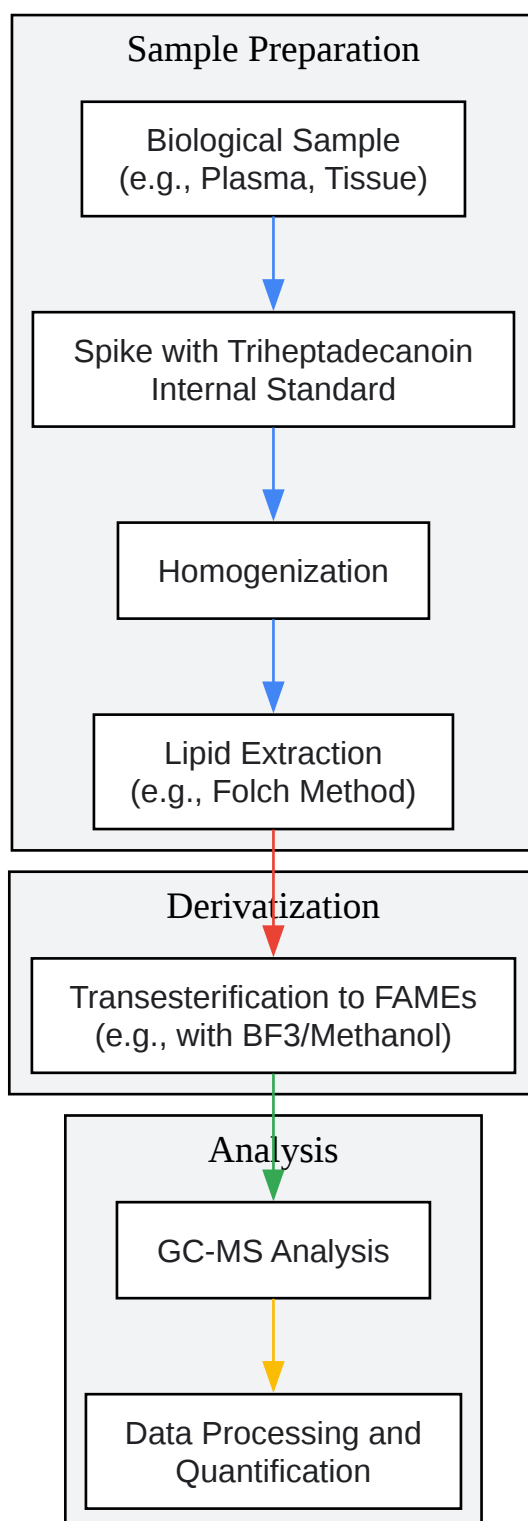 Sample Preparation
Biological Sample
(e.g., Plasma, Tissue)
Spike with Triheptadecanoin
Internal Standard
Homogenization
Lipid Extraction
(e.g., Folch Method)
Derivatization
Transesterification to FAMEs
(e.g., with BF3/Methanol)
Analysis
GC-MS Analysis
Data Processing and
Quantification